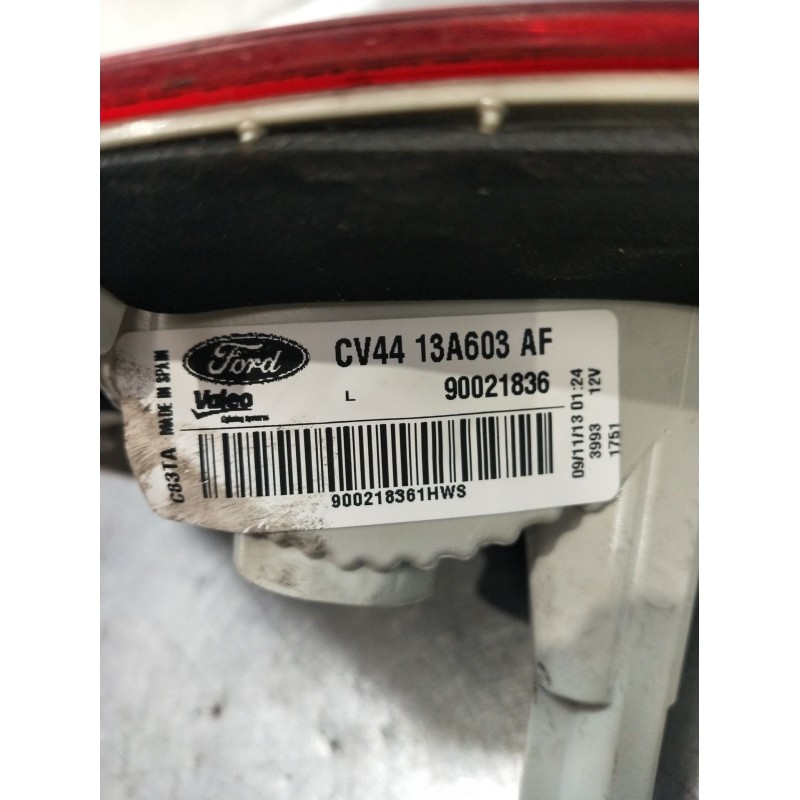 Ford
CV44 13A603 AF
Valeo
L
90021836
900218361HWS
C83TA MADE IN SPAIN
09/11/13 01:24
3993 12V
1751